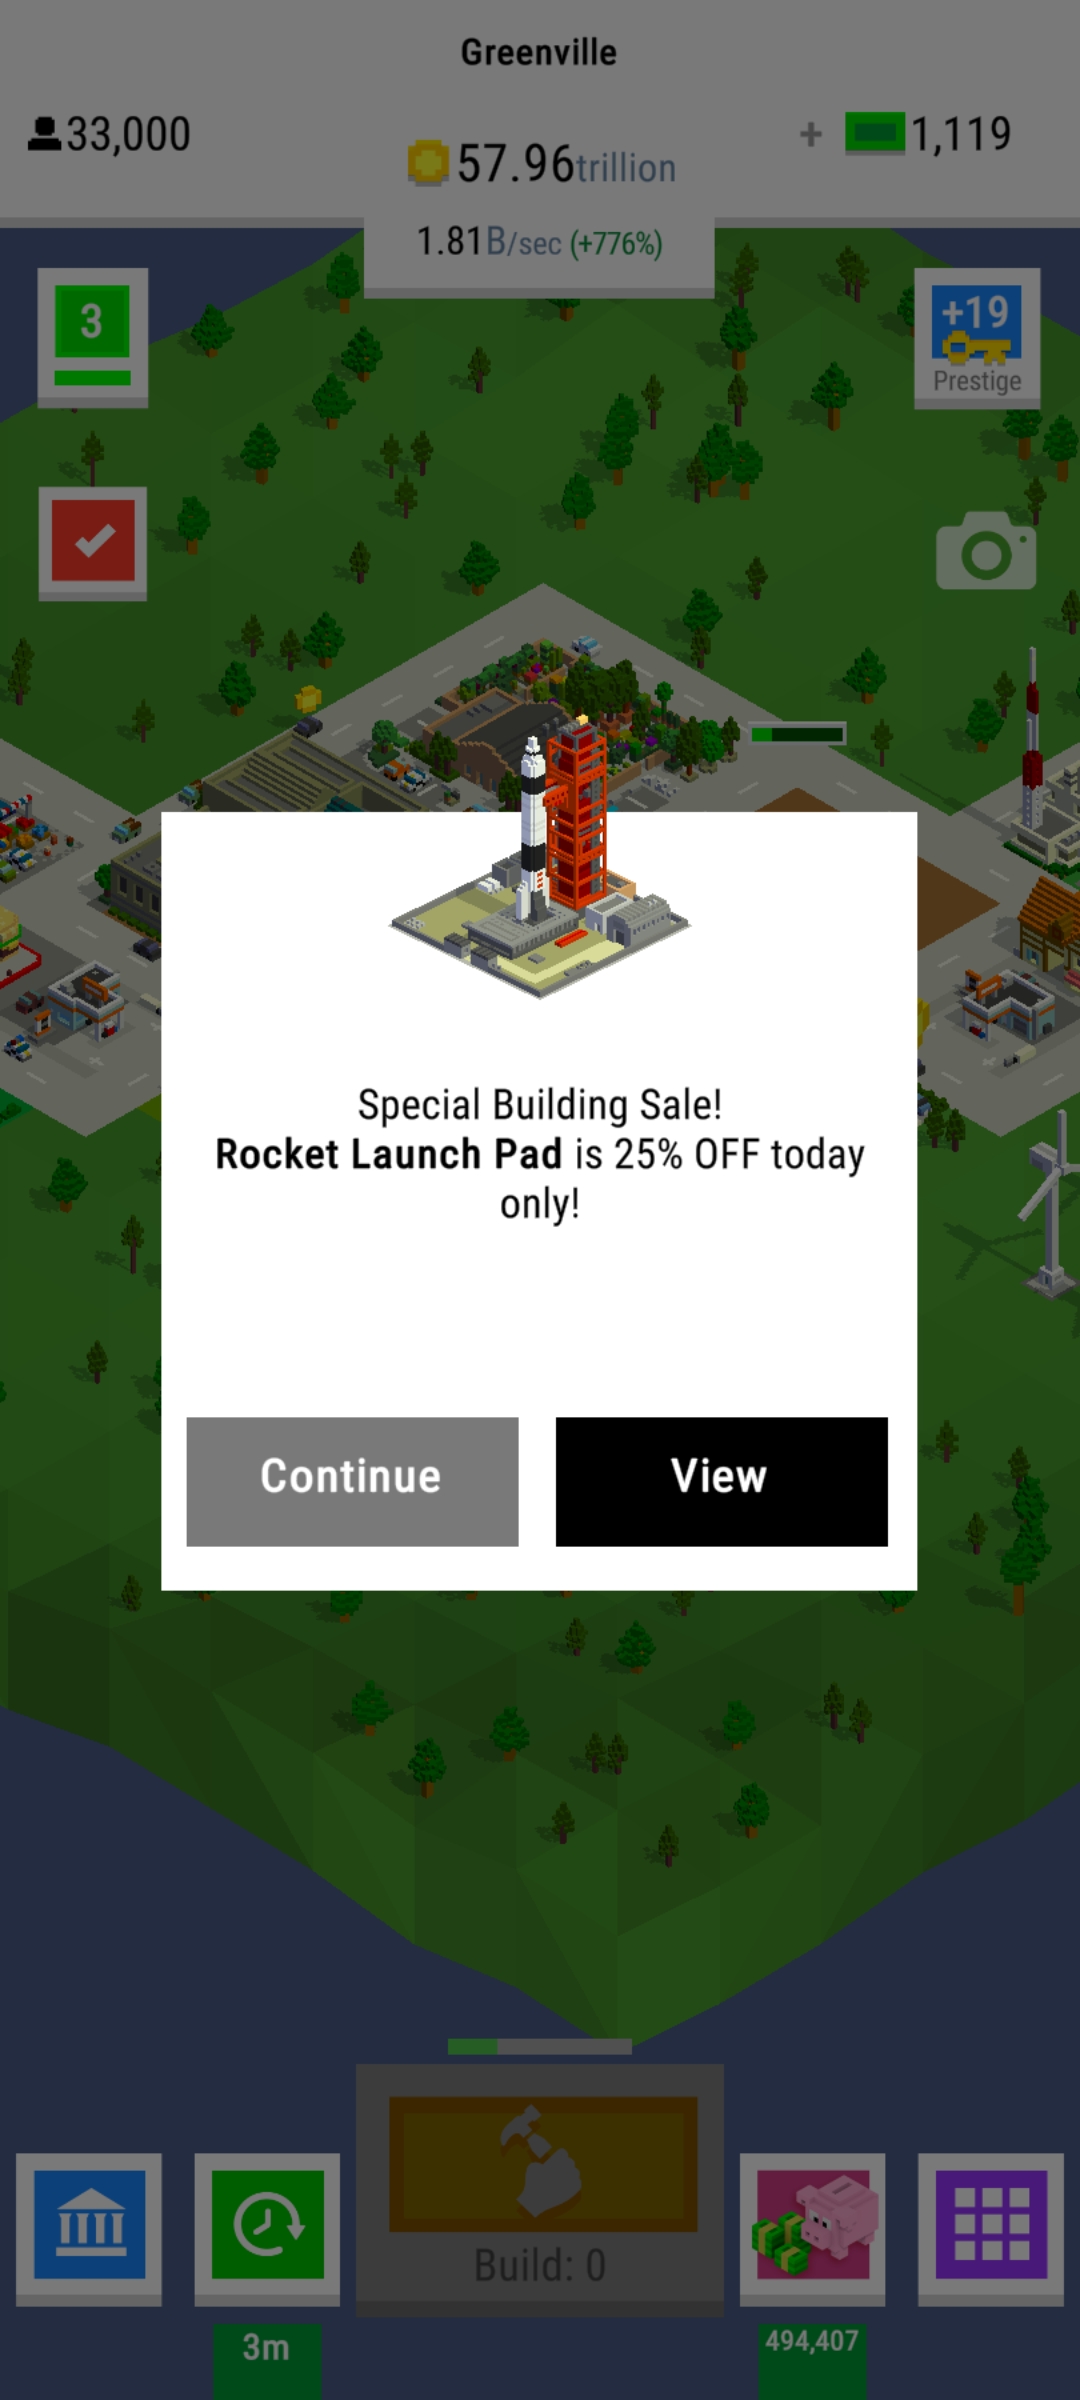 Greenville
33,000
57.96trillion
+ 1,119
1.81B/sec (+776%)
3
+19
Prestige
Special Building Sale!
Rocket Launch Pad is 25% OFF today
only!
Continue
View
Build: 0
3m
494,407